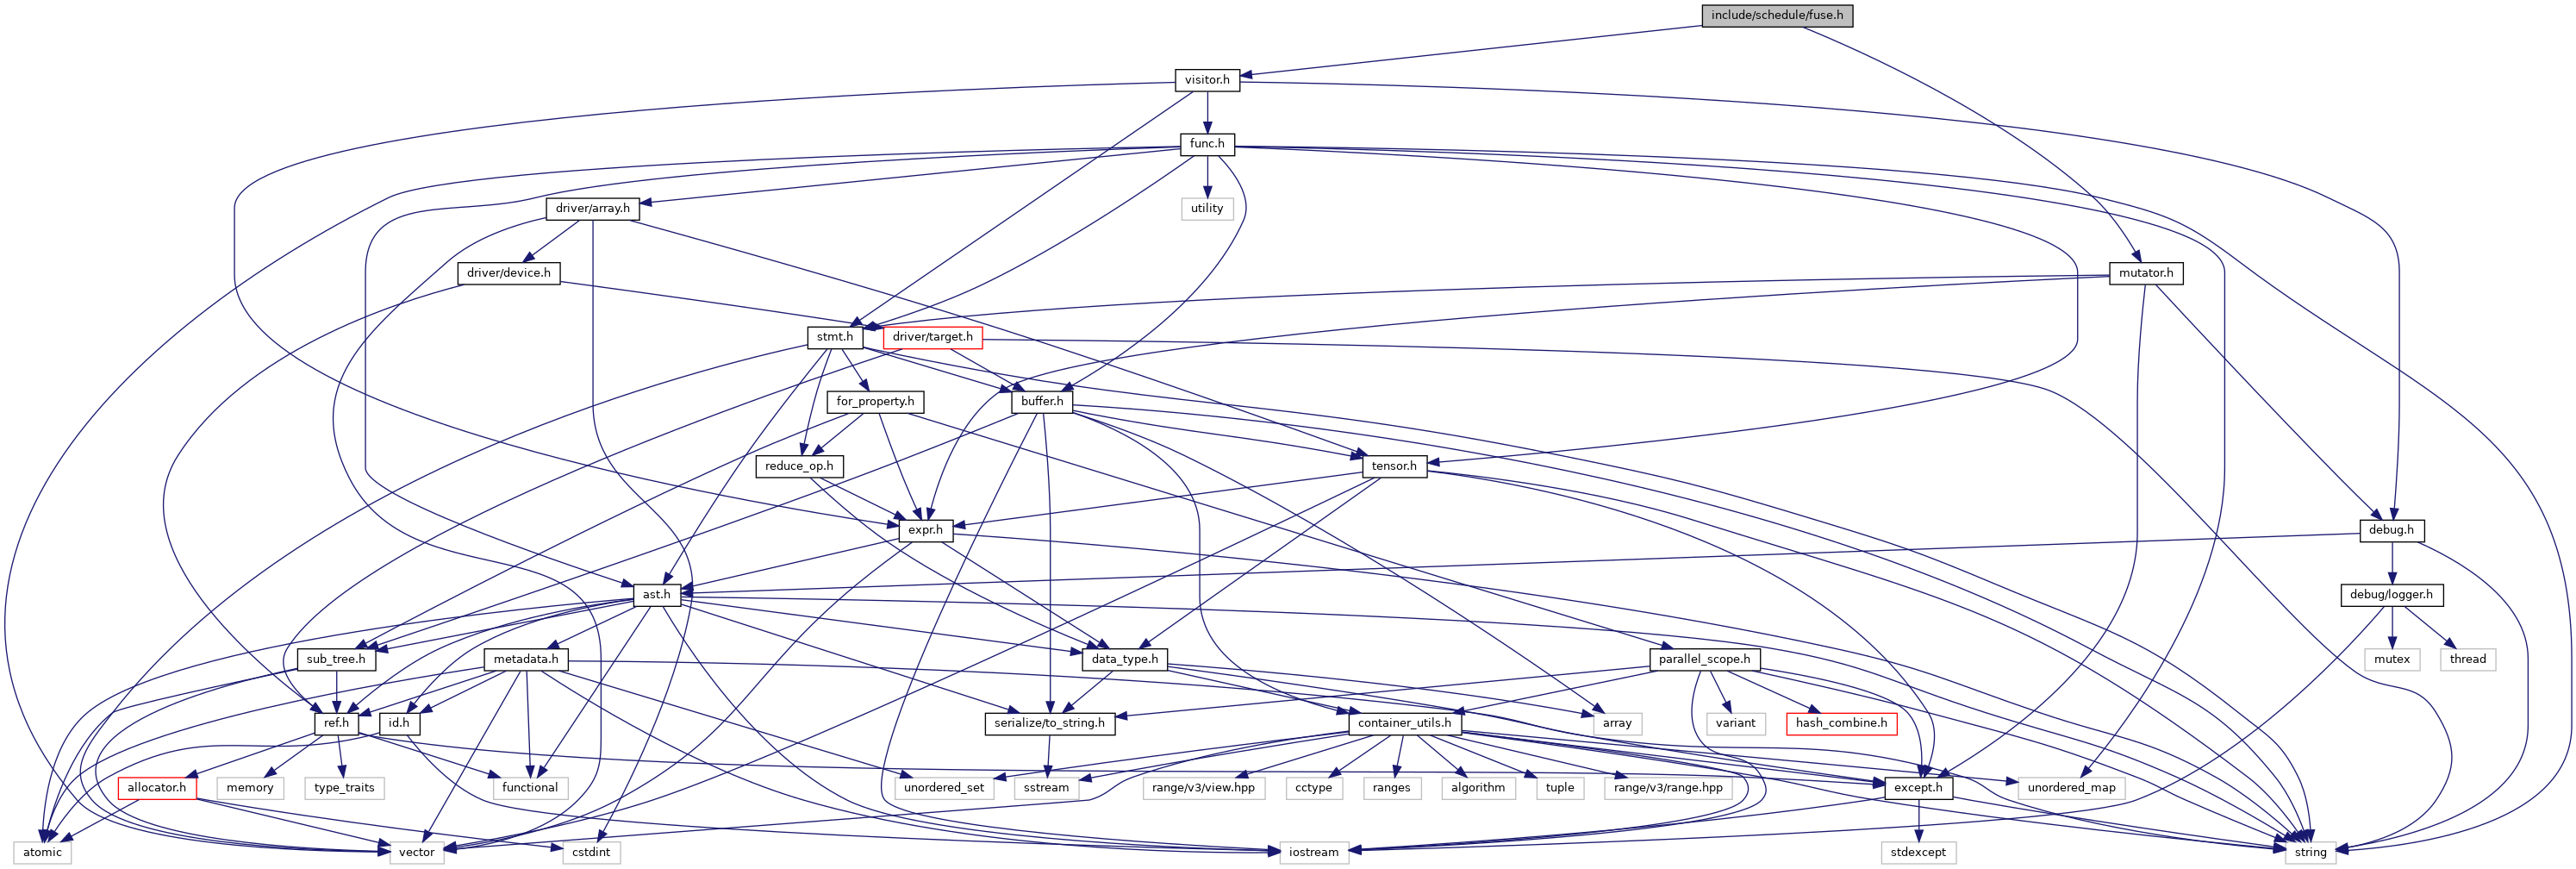 include/schedule/fuse.h
visitor.h
func.h
driver/array.h
utility
driver/device.h
mutator.h
stmt.h
driver/target.h
for_property.h
buffer.h
reduce_op.h
tensor.h
expr.h
debug.h
ast.h
debug/logger.h
sub_tree.h
metadata.h
data_type.h
parallel_scope.h
mutex
thread
ref.h
id.h
serialize/to_string.h
container_utils.h
array
variant
hash_combine.h
allocator.h
memory
type_traits
functional
unordered_set
sstream
range/v3/view.hpp
cctype
ranges
algorithm
tuple
range/v3/range.hpp
except.h
unordered_map
atomic
vector
cstdint
iostream
stdexcept
string